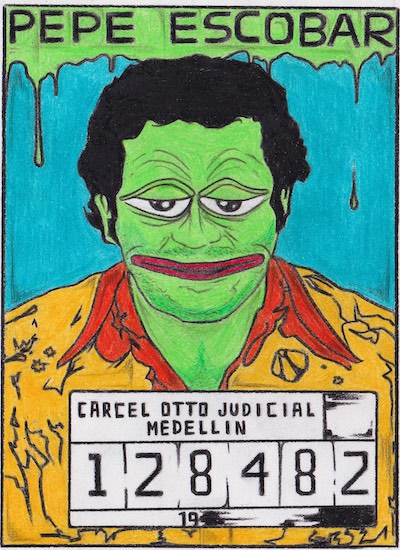 PEPE ESCOBAR
CARCEL OTTO JUDICIAL
MEDELLIN
128482
19